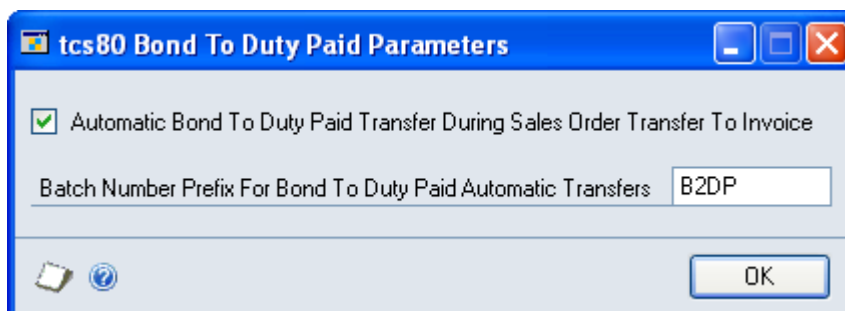 tcs80 Bond To Duty Paid Parameters
Automatic Bond To Duty Paid Transfer During Sales Order Transfer To Invoice
Batch Number Prefix For Bond To Duty Paid Automatic Transfers B2DP
OK